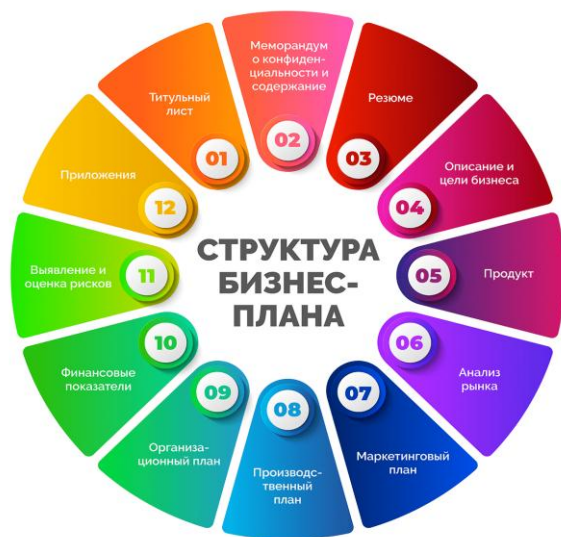 СТРУКТУРА
БИЗНЕС-
ПЛАНА
Титульный
лист
01
Меморандум
о конфиден-
циальности и
содержание
02
Резюме
03
Описание и
цели бизнеса
04
Продукт
05
Анализ
рынка
06
Маркетинговый
план
07
Производс-
твенный
план
08
Организа-
ционный план
09
Финансовые
показатели
10
Выявление и
оценка рисков
11
Приложения
12